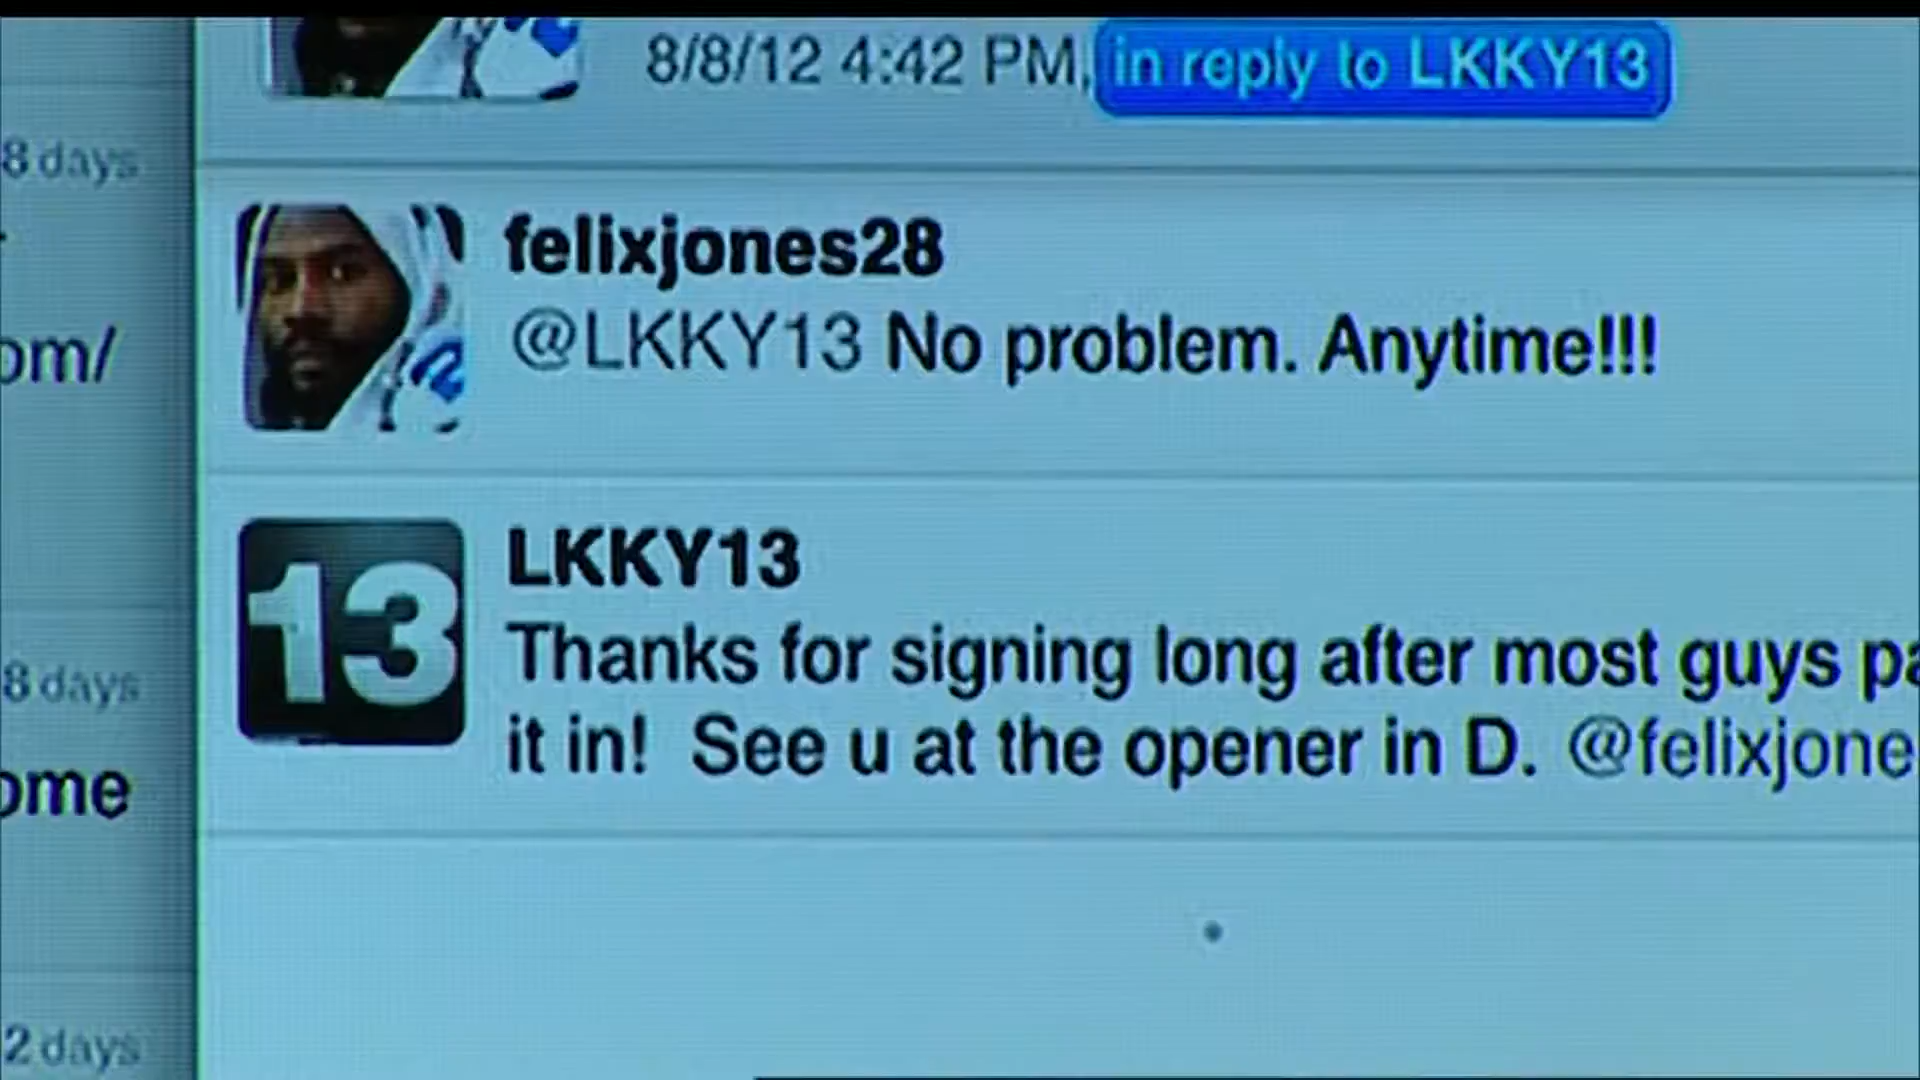 8/8/12 4:42 PM, in reply to LKKY13
8 days
felixjones28
@LKKY13 No problem. Anytime!!!
om/
13
LKKY13
Thanks for signing long after most guys pa
8 days
it in! See u at the opener in D. @felixjone
ome
2 days